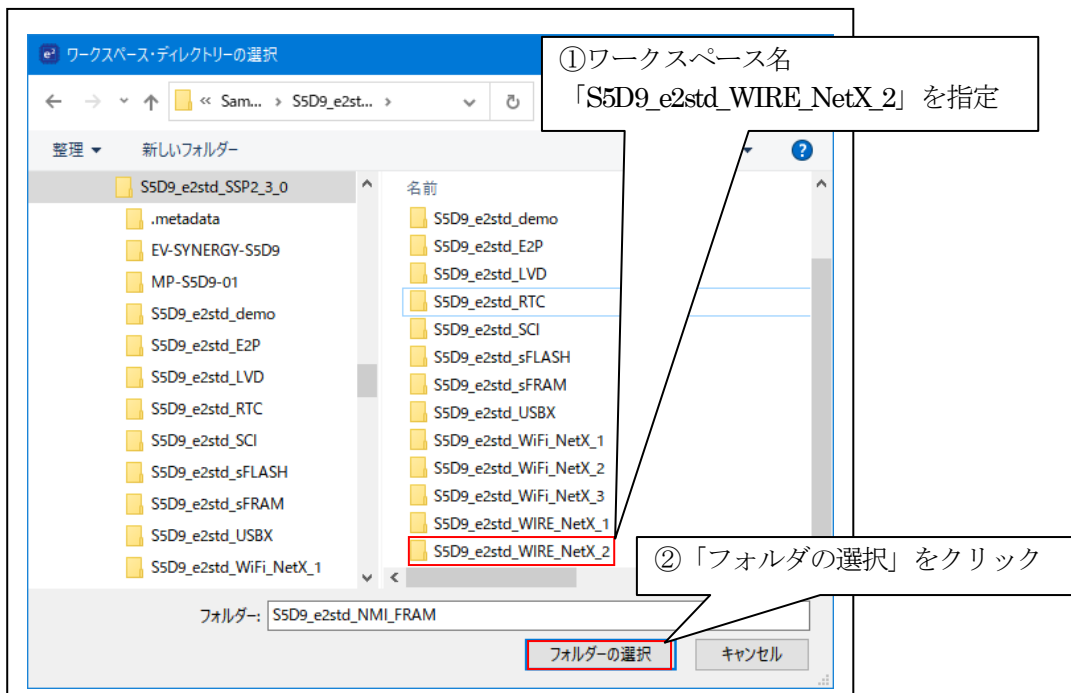 e² ワークスペース・ディレクトリーの選択
①ワークスペース名
「S5D9_e2std_WIRE_NetX_2」を指定
« Sam... › S5D9_e2st... ›
整理 新しいフォルダー
?
S5D9_e2std_SSP2_3_0
.metadata
EV-SYNERGY-S5D9
MP-S5D9-01
S5D9_e2std_demo
S5D9_e2std_E2P
S5D9_e2std_LVD
S5D9_e2std_RTC
S5D9_e2std_SCI
S5D9_e2std_sFLASH
S5D9_e2std_sFRAM
S5D9_e2std_USBX
S5D9_e2std_WiFi_NetX_1
名前
S5D9_e2std_demo
S5D9_e2std_E2P
S5D9_e2std_LVD
S5D9_e2std_RTC
S5D9_e2std_SCI
S5D9_e2std_sFLASH
S5D9_e2std_sFRAM
S5D9_e2std_USBX
S5D9_e2std_WiFi_NetX_1
S5D9_e2std_WiFi_NetX_2
S5D9_e2std_WiFi_NetX_3
S5D9_e2std_WIRE_NetX_1
S5D9_e2std_WIRE_NetX_2
②「フォルダの選択」をクリック
フォルダー: S5D9_e2std_NMI_FRAM
フォルダーの選択 キャンセル